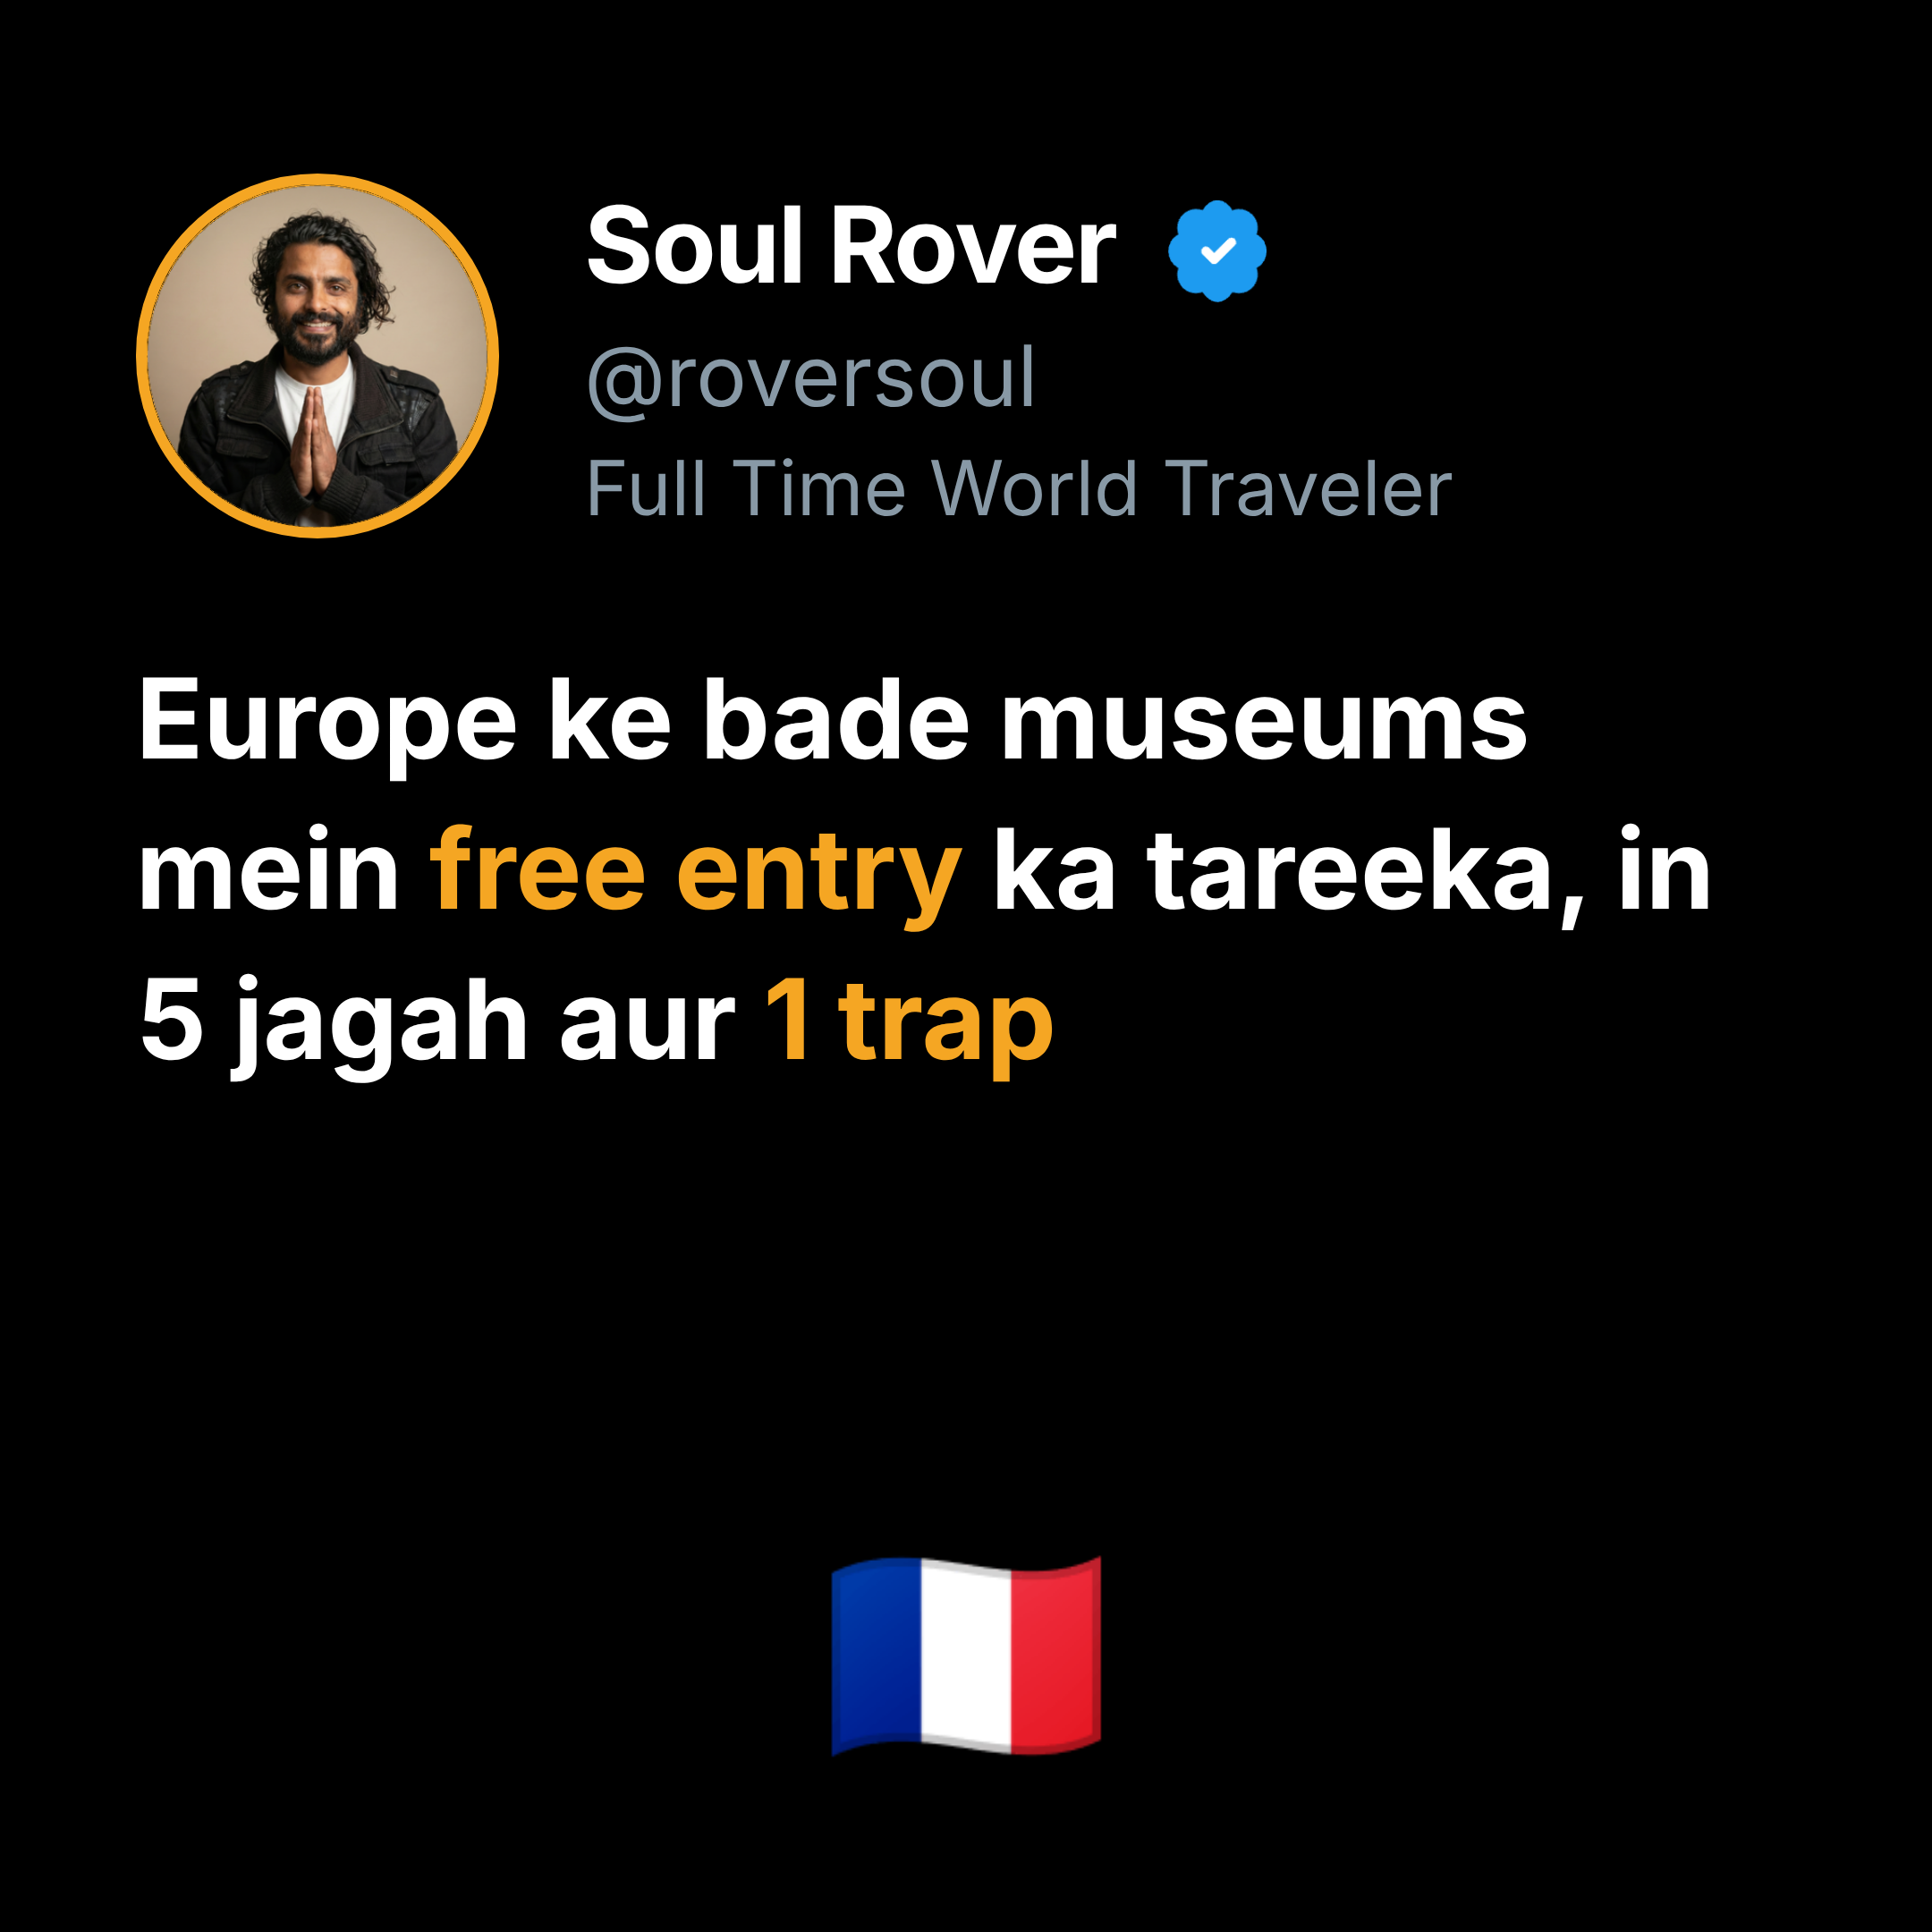 Soul Rover
@roversoul
Full Time World Traveler
Europe ke bade museums
mein free entry ka tareeka, in
5 jagah aur 1 trap